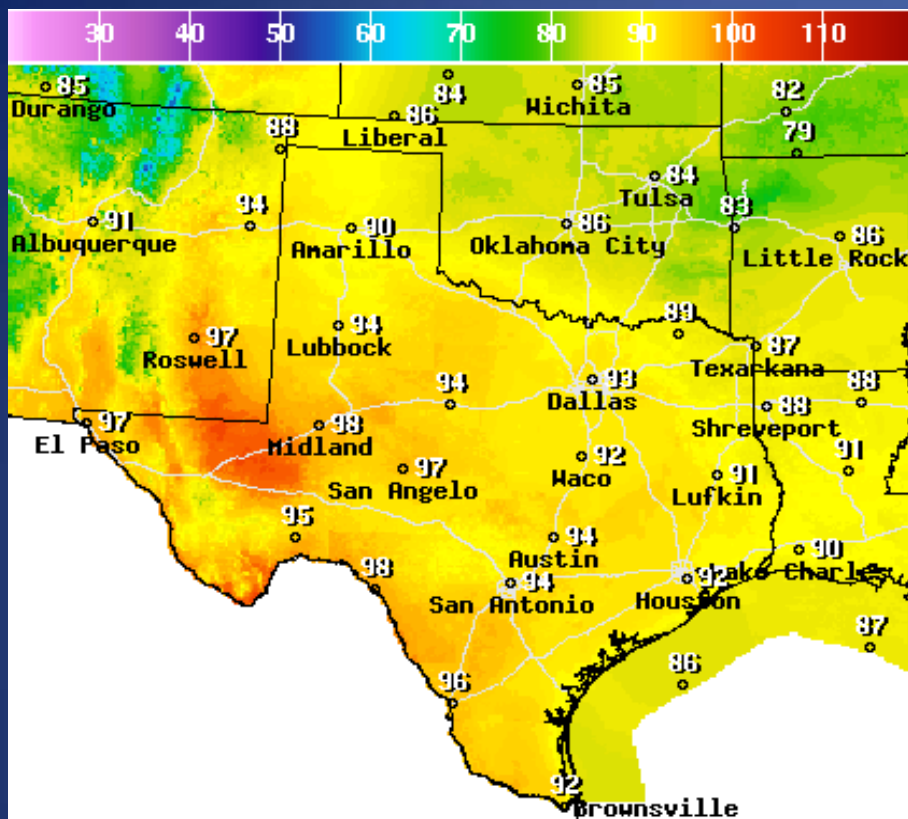 30 40 50 60 70 80 90 100 110
85
Durango
84
85
Wichita
82
86
Liberal
88
79
84
Tulsa
91
Albuquerque
94
90
Amarillo
86
Oklahoma City
83
86
Little Rock
97
Roswell
94
Lubbock
89
87
Texarkana
94
93
Dallas
88
Shreveport
88
97
El Paso
98
Midland
97
San Angelo
92
Waco
91
Lufkin
91
95
94
Austin
90
98
94
San Antonio
92
Houston
Lake Charl
87
86
96
92
Brownsville